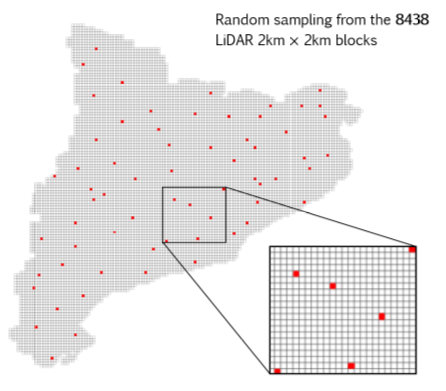 Random sampling from the 8438
LiDAR 2km × 2km blocks